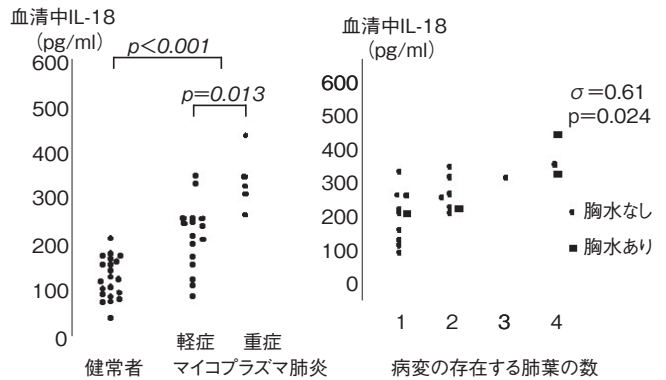 血清中IL-18
(pg/ml)
600
500
400
300
200
100
0
p<0.001
p=0.013
軽症 重症
健常者 マイコプラズマ肺炎
血清中IL-18
(pg/ml)
600
500
400
300
200
100
0
σ=0.61
p=0.024
胸水なし
胸水あり
1 2 3 4
病変の存在する肺葉の数